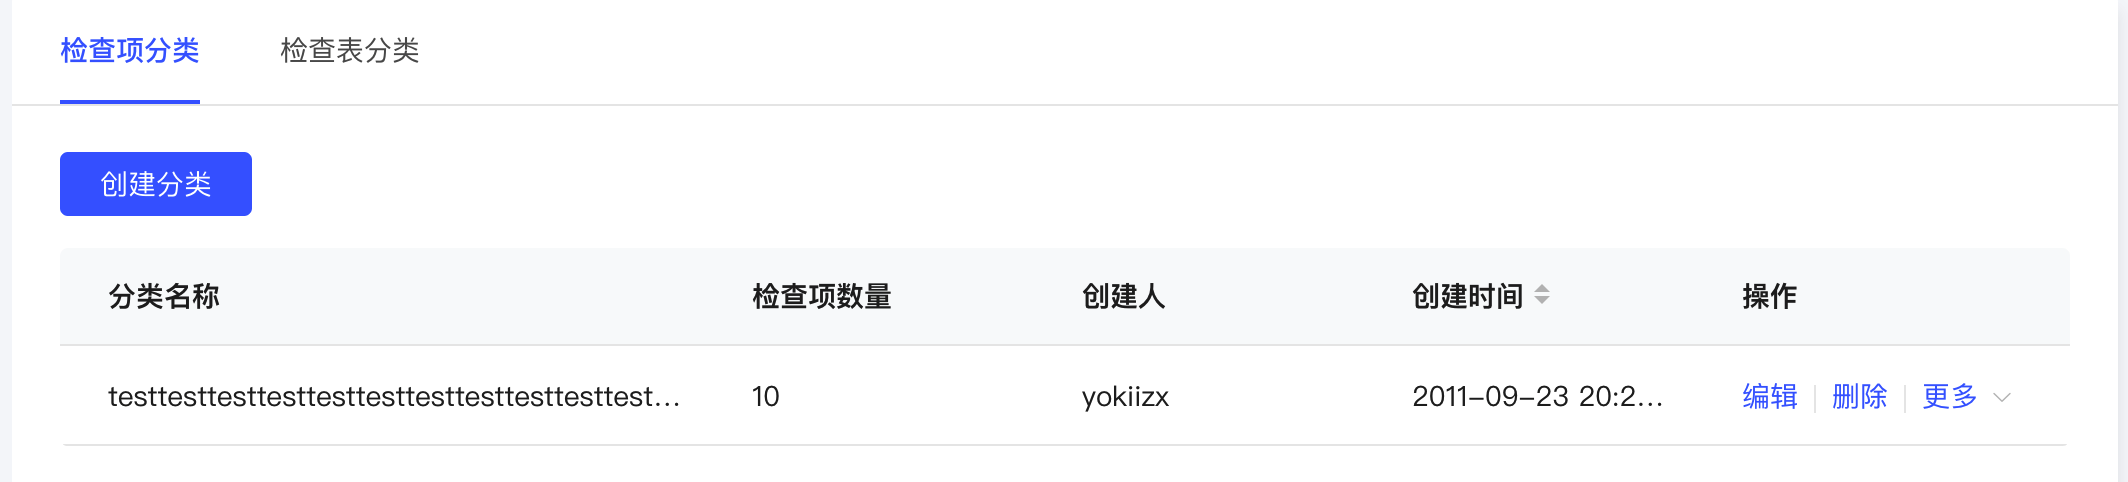 检查项分类 检查表分类
创建分类
分类名称 检查项数量 创建人 创建时间 操作
testtesttesttesttesttesttesttesttesttesttest... 10 yokiizx 2011-09-23 20:2... 编辑 删除 更多